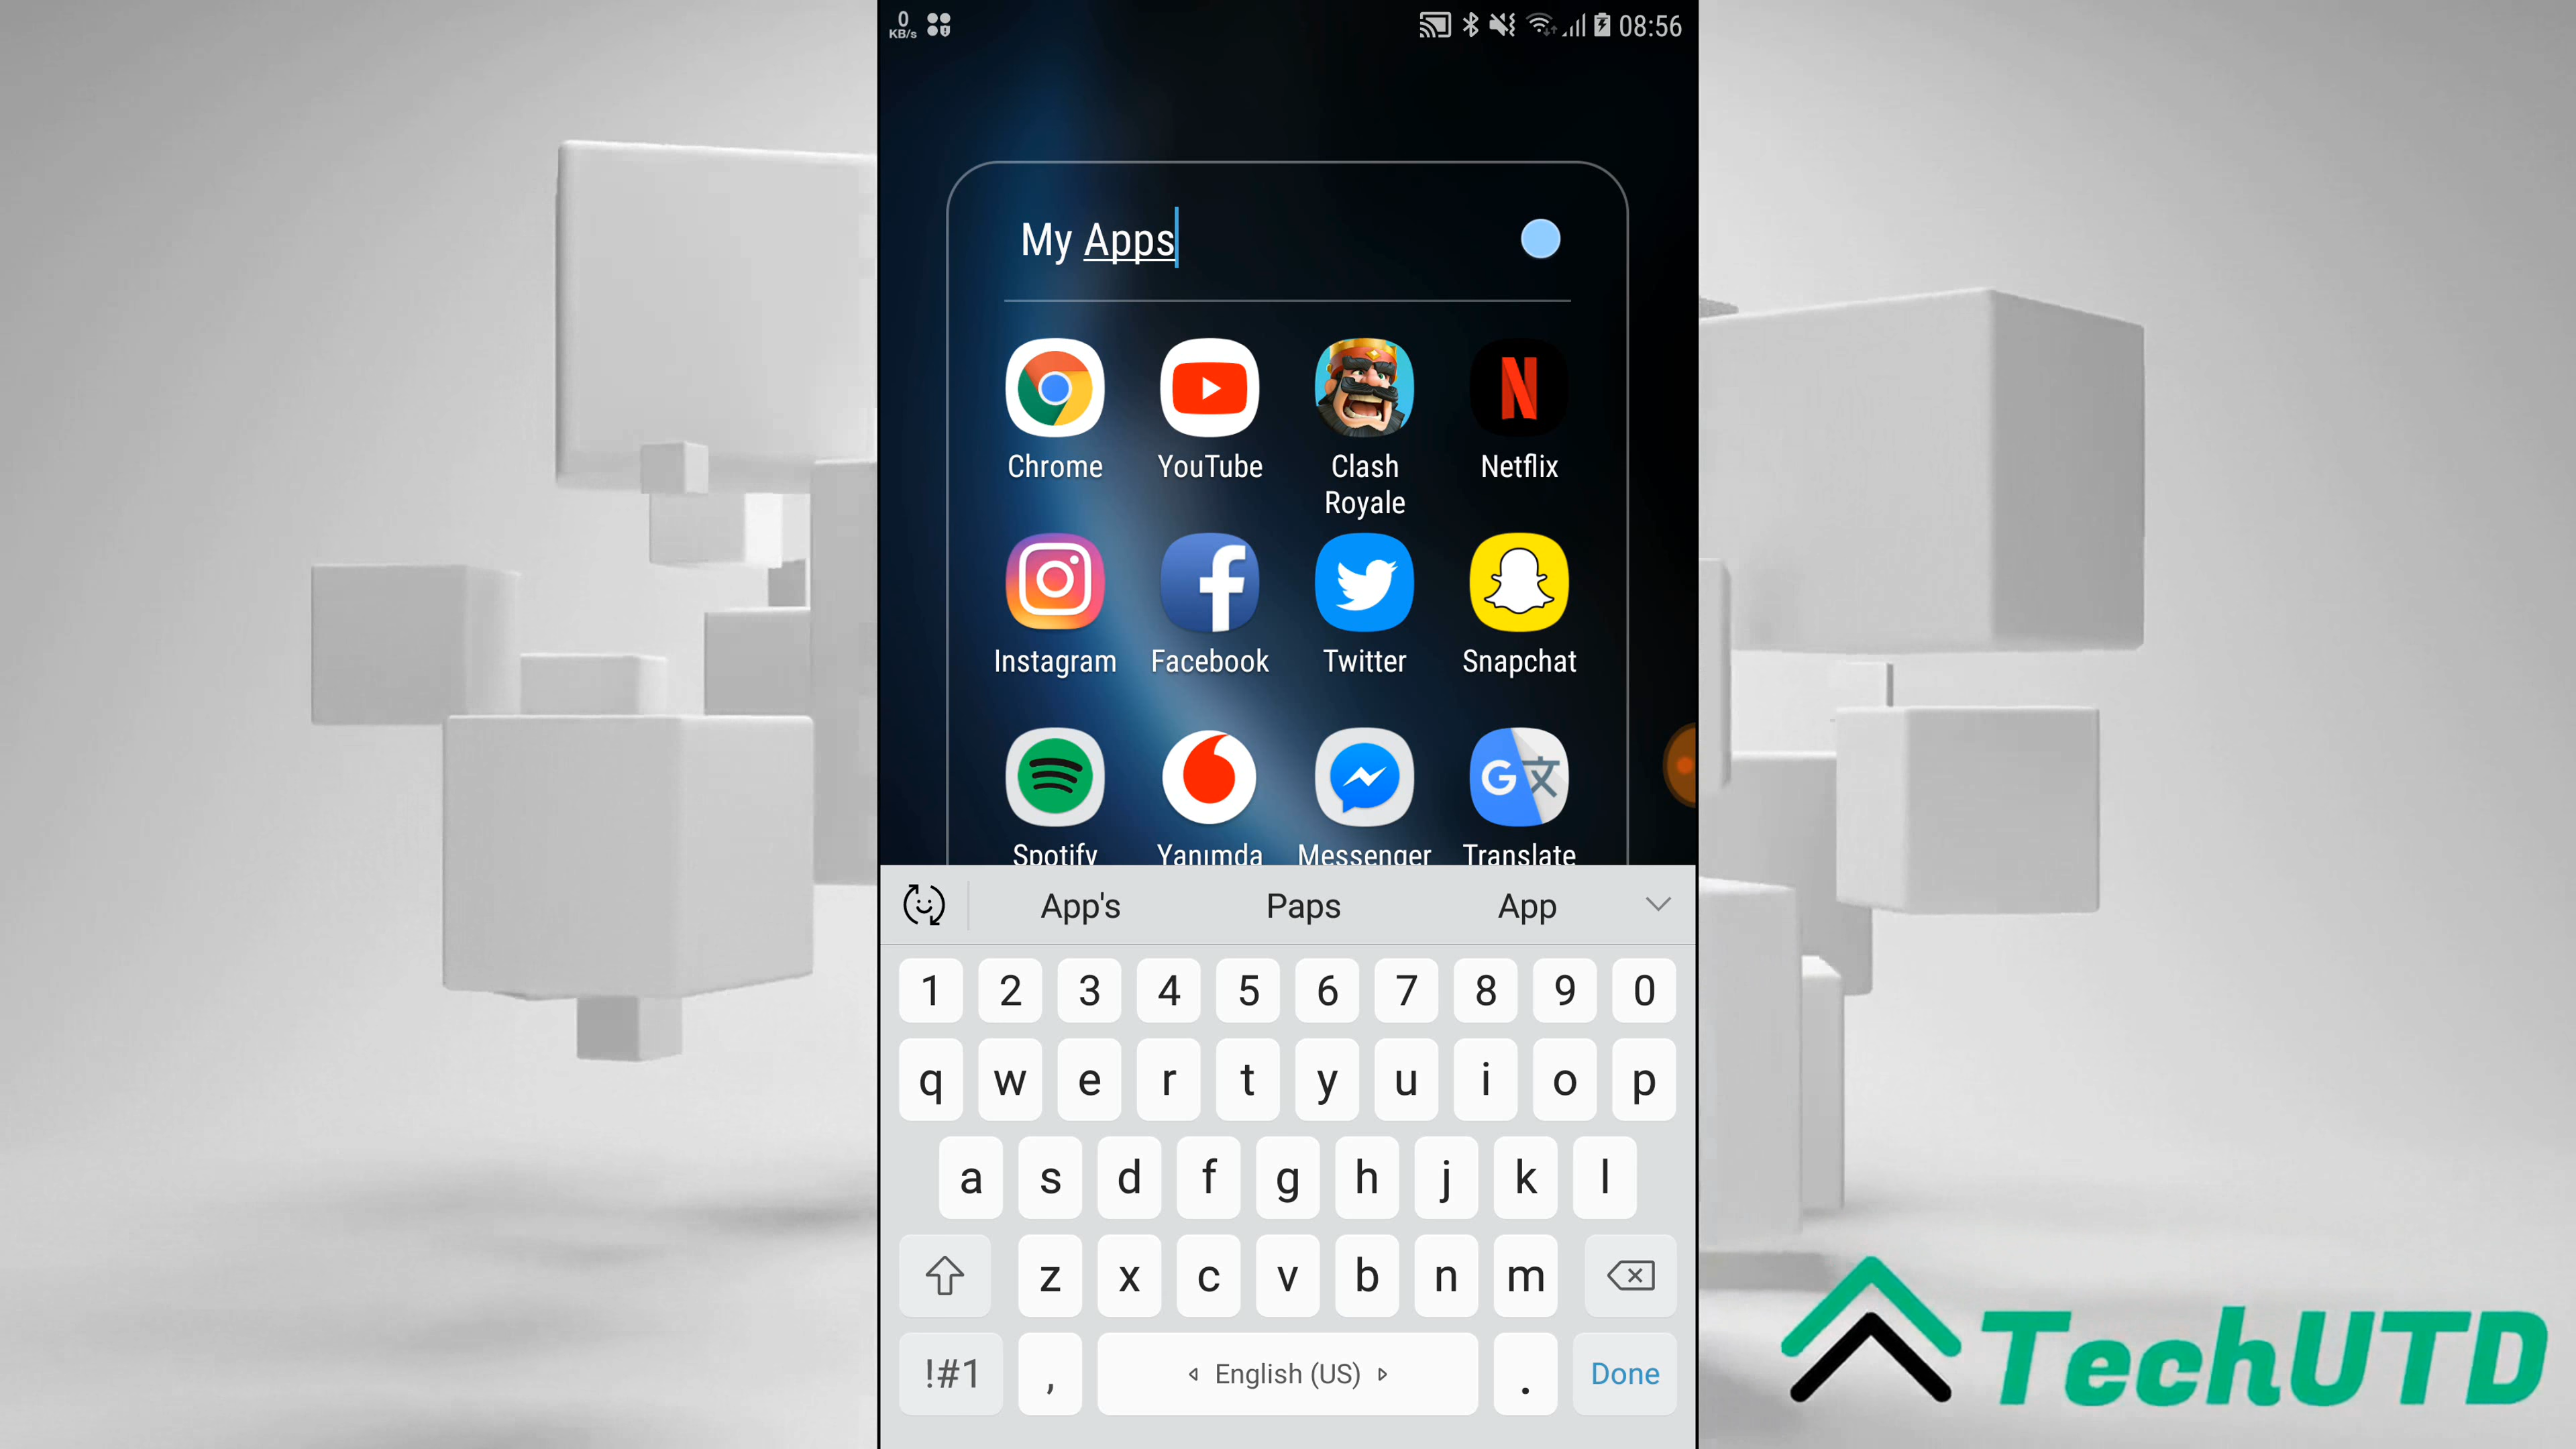 0
KB/s
08:56
My Apps
Chrome
YouTube
Clash
Royale
Netflix
Instagram
Facebook
Twitter
Snapchat
Spotify
Yanımda
Messenger
Translate
App's
Paps
App
1 2 3 4 5 6 7 8 9 0
q w e r t y u i o p
a s d f g h j k l
z x c v b n m
!#1 , English (US) . Done
TechUTD